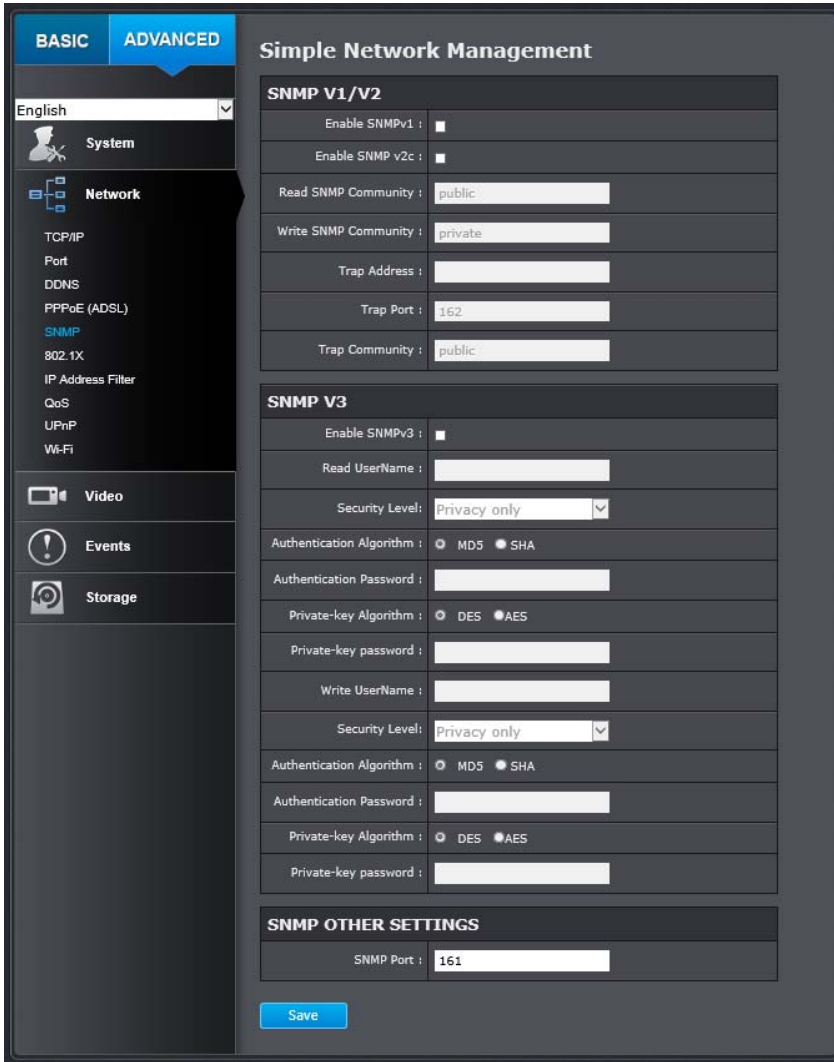 BASIC
ADVANCED
English
System
Network
TCP/IP
Port
DDNS
PPPoE (ADSL)
SNMP
802.1X
IP Address Filter
QoS
UPnP
Wi-Fi
Video
Events
Storage
Simple Network Management
SNMP V1/V2
Enable SNMPv1 :
Enable SNMP v2c :
Read SNMP Community : public
Write SNMP Community : private
Trap Address :
Trap Port : 162
Trap Community : public
SNMP V3
Enable SNMPv3 :
Read UserName :
Security Level: Privacy only
Authentication Algorithm : MD5 SHA
Authentication Password :
Private-key Algorithm : DES AES
Private-key password :
Write UserName :
Security Level: Privacy only
Authentication Algorithm : MD5 SHA
Authentication Password :
Private-key Algorithm : DES AES
Private-key password :
SNMP OTHER SETTINGS
SNMP Port : 161
Save